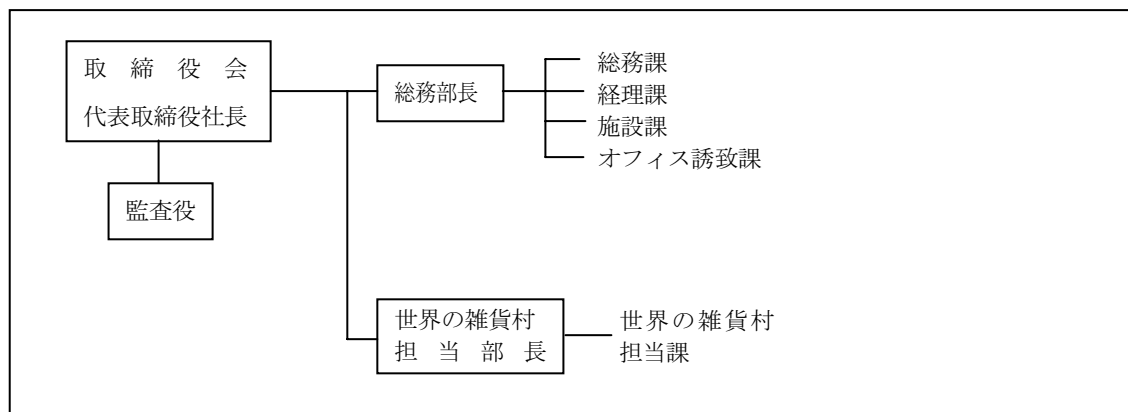 取締役会
代表取締役社長
監査役
総務部長
総務課
経理課
施設課
オフィス誘致課
世界の雑貨村
担当部長
世界の雑貨村
担当課